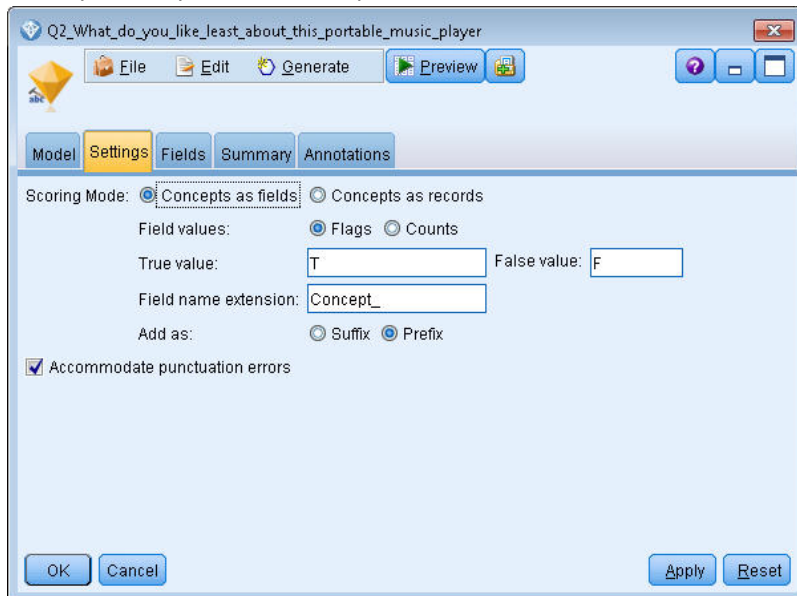 Q2_What_do_you_like_least_about_this_portable_music_player
File Edit Generate Preview
abc
Model Settings Fields Summary Annotations
Scoring Mode: Concepts as fields Concepts as records
Field values: Flags Counts
True value: T False value: F
Field name extension: Concept_
Add as: Suffix Prefix
Accommodate punctuation errors
OK Cancel Apply Reset